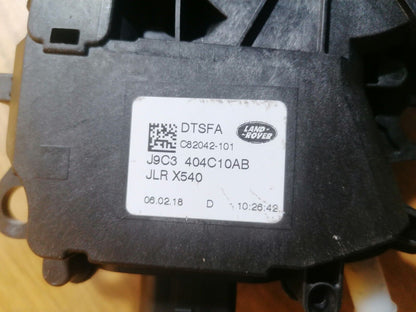 DTSFA
LAND-
ROVER
C82042-101
J9C3 404C10AB
JLR X540
06.02.18 D 10:26:42